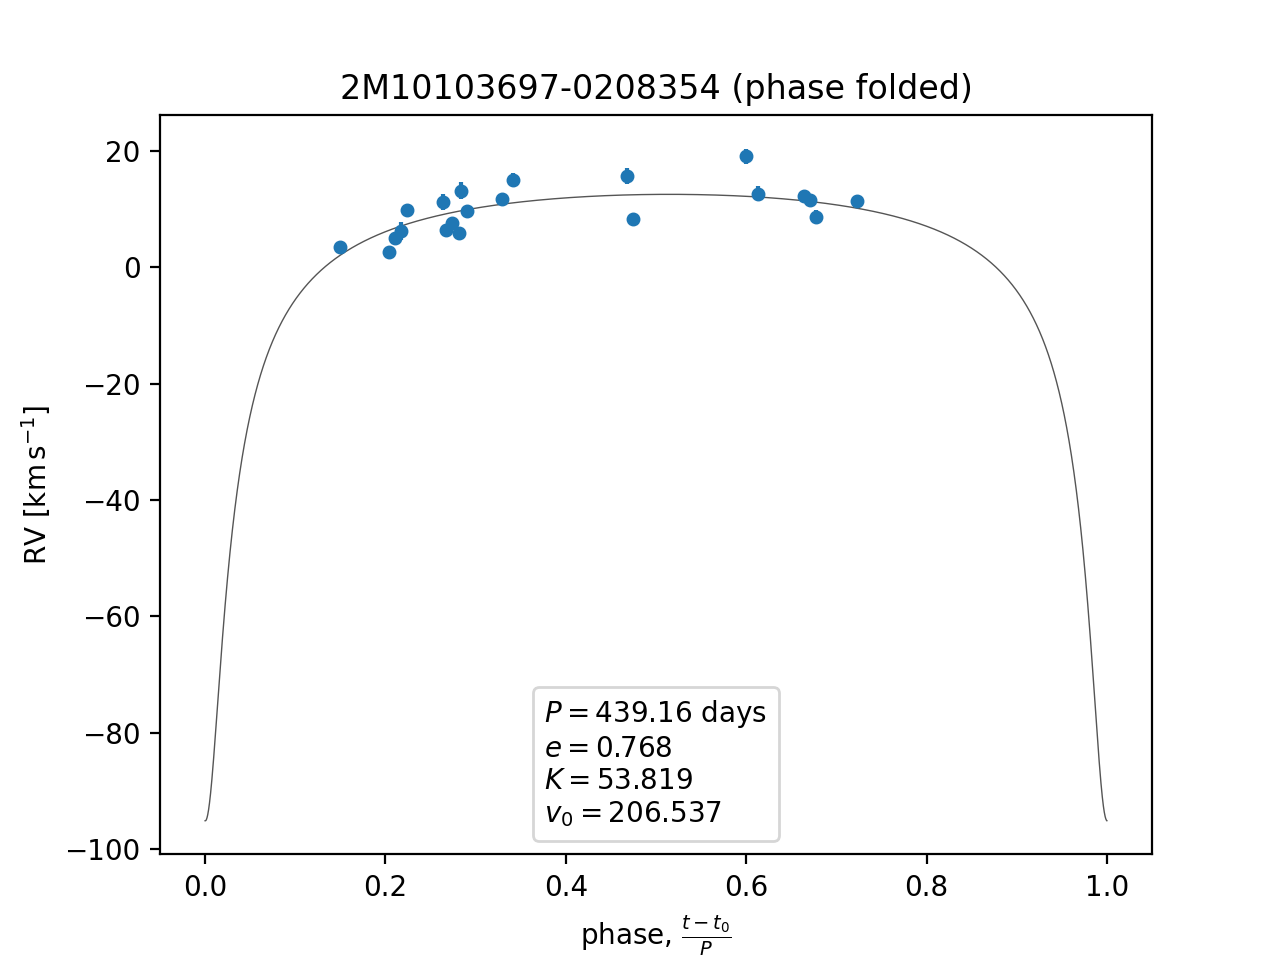 2M10103697-0208354 (phase folded)
RV [km s⁻¹]
20
0
−20
−40
−60
−80
−100
P = 439.16 days
e = 0.768
K = 53.819
v₀ = 206.537
0.0 0.2 0.4 0.6 0.8 1.0
phase, (t − t₀)/P